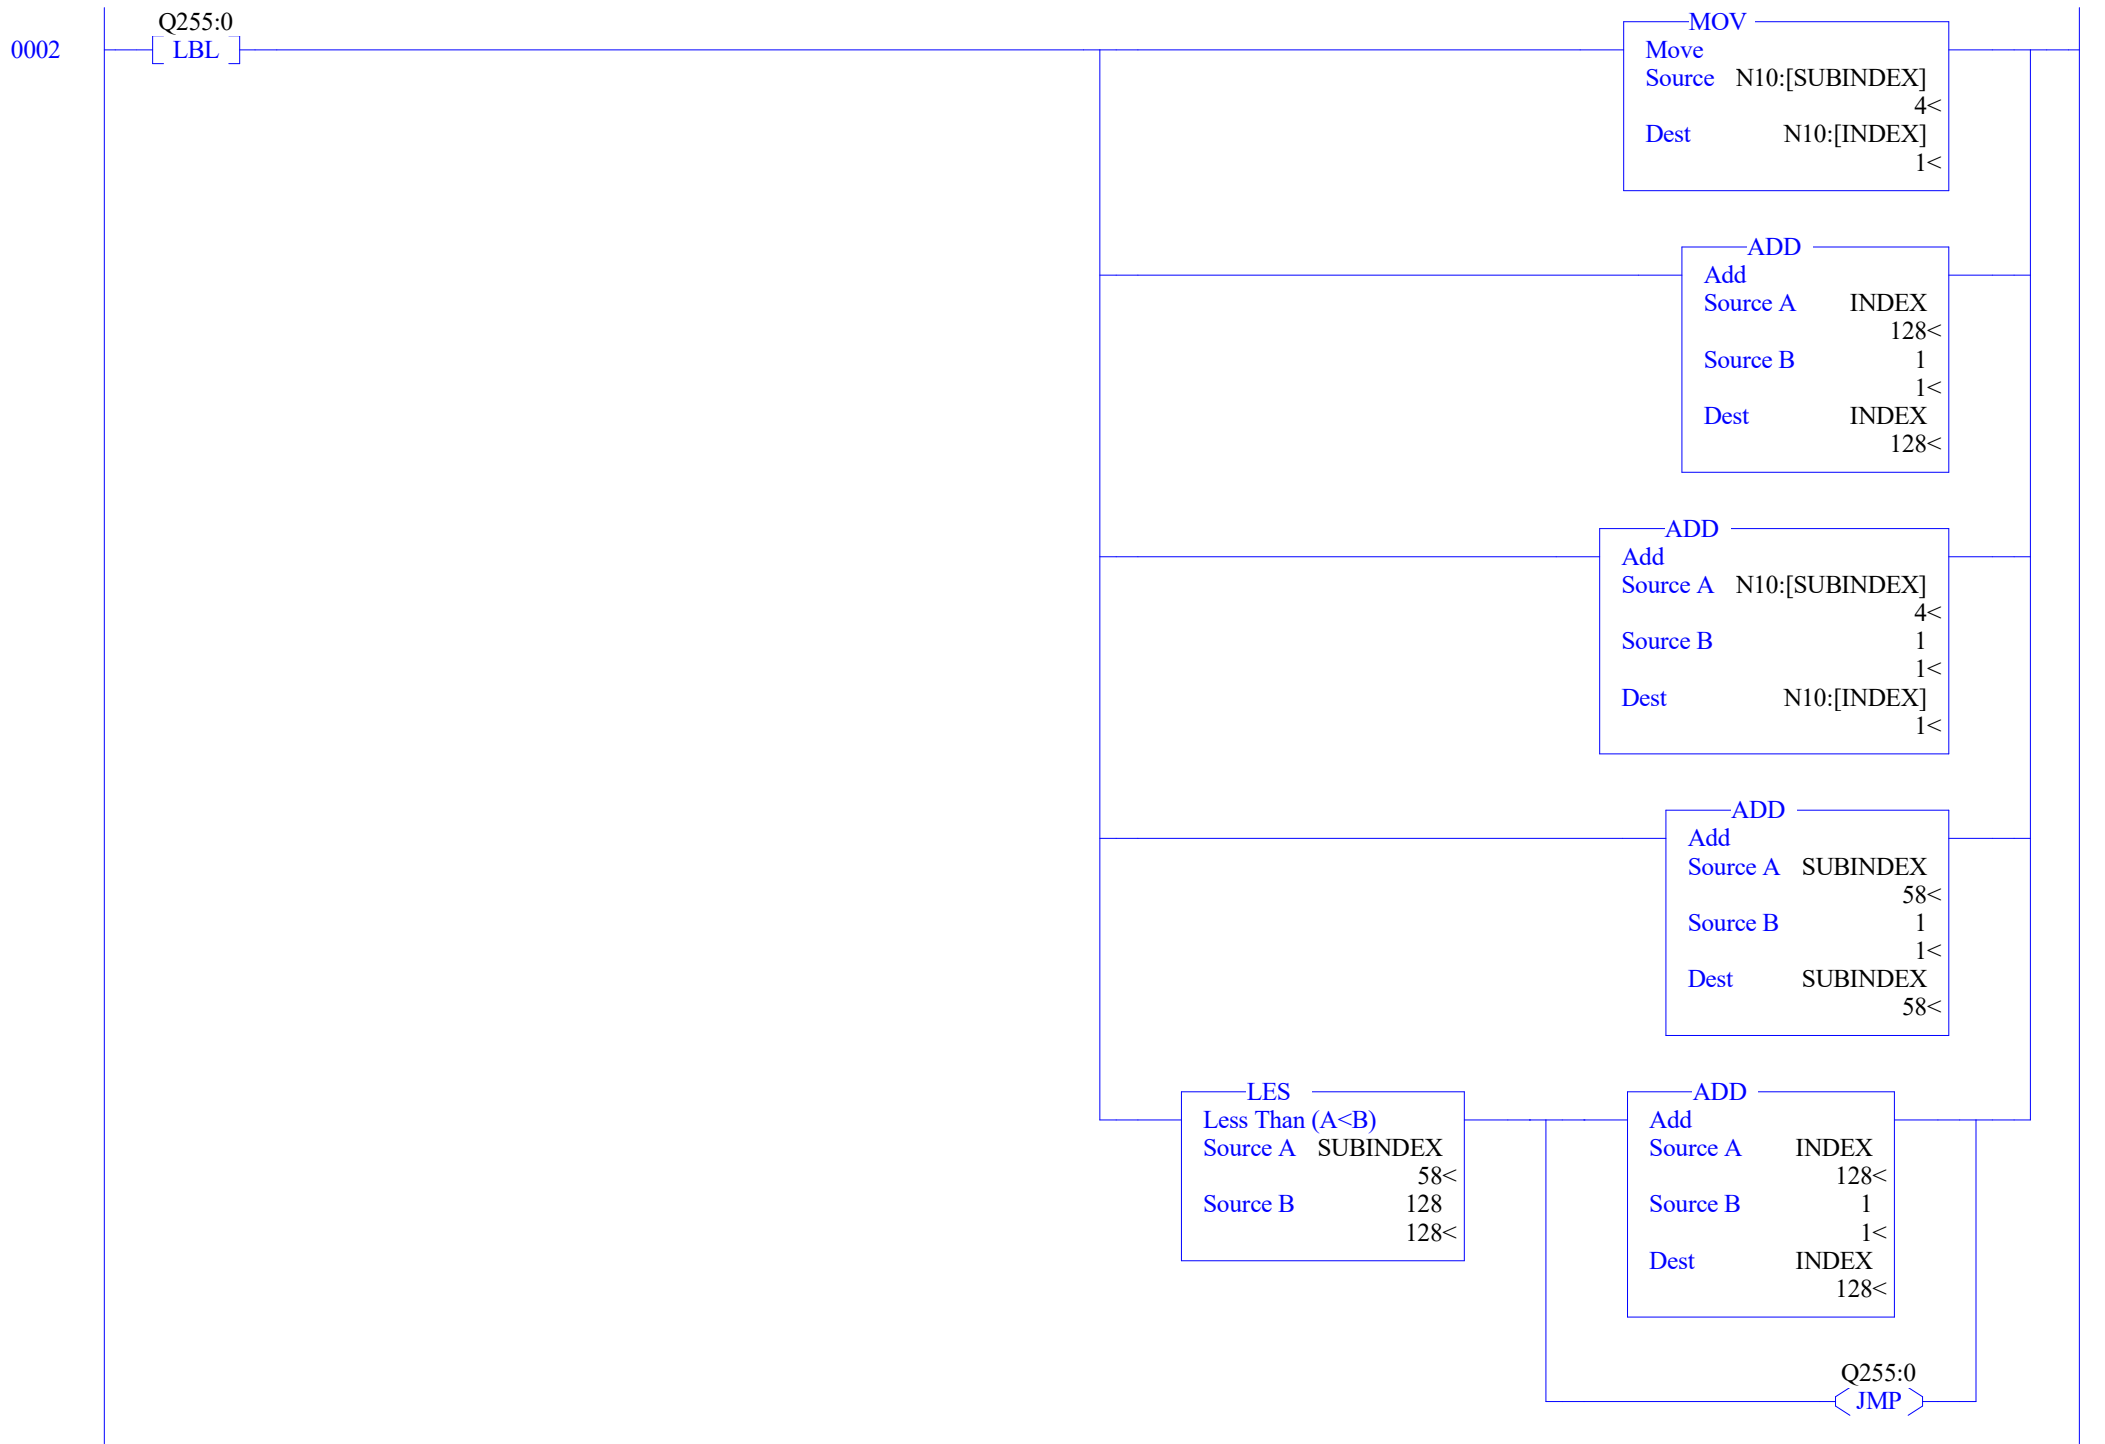 Q255:0
0002
LBL
MOV
Move
Source N10:[SUBINDEX]
4<
Dest N10:[INDEX]
1<
ADD
Add
Source A INDEX
128<
Source B 1
1<
Dest INDEX
128<
ADD
Add
Source A N10:[SUBINDEX]
4<
Source B 1
1<
Dest N10:[INDEX]
1<
ADD
Add
Source A SUBINDEX
58<
Source B 1
1<
Dest SUBINDEX
58<
LES
Less Than (A<B)
Source A SUBINDEX
58<
Source B 128
128<
ADD
Add
Source A INDEX
128<
Source B 1
1<
Dest INDEX
128<
Q255:0
JMP